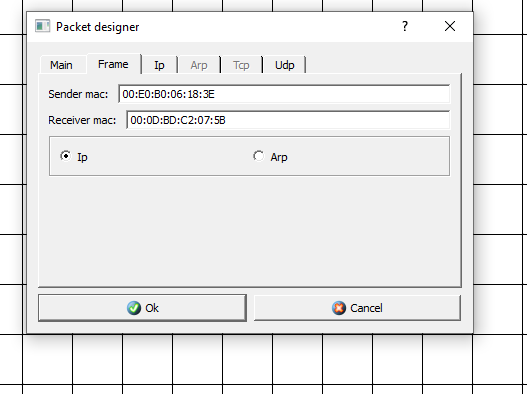 Packet designer ?
Main Frame Ip Arp Tcp Udp
Sender mac: 00:E0:B0:06:18:3E
Receiver mac: 00:0D:BD:C2:07:5B
Ip Arp
Ok Cancel